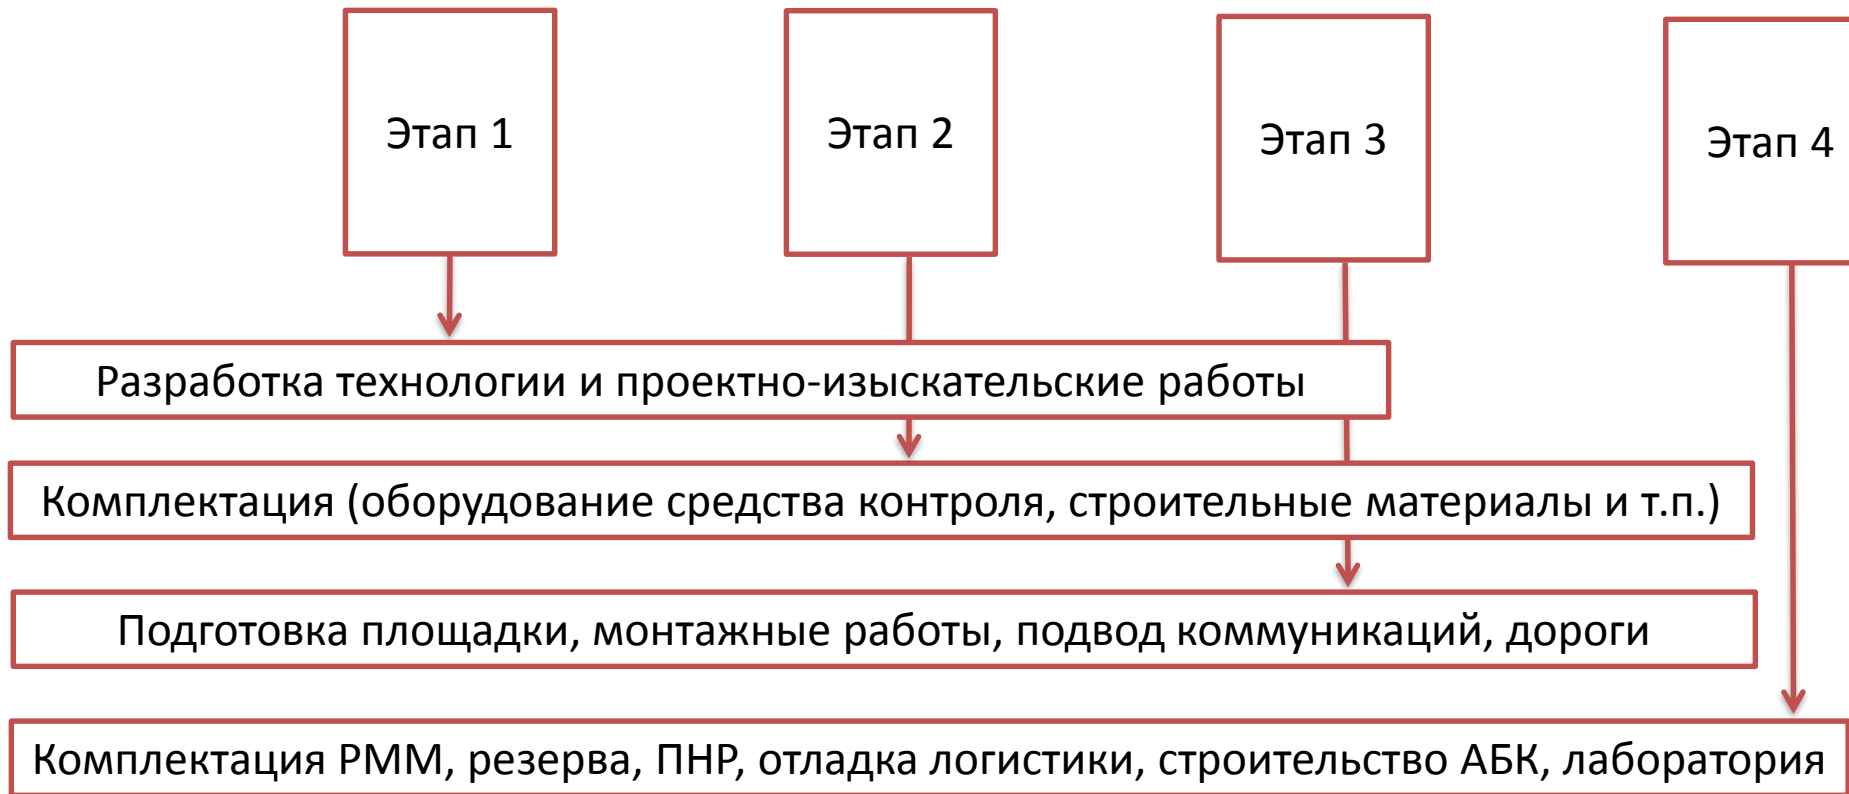 Этап 1
Этап 2
Этап 3
Этап 4
Разработка технологии и проектно-изыскательские работы
Комплектация (оборудование средства контроля, строительные материалы и т.п.)
Подготовка площадки, монтажные работы, подвод коммуникаций, дороги
Комплектация РММ, резерва, ПНР, отладка логистики, строительство АБК, лаборатория